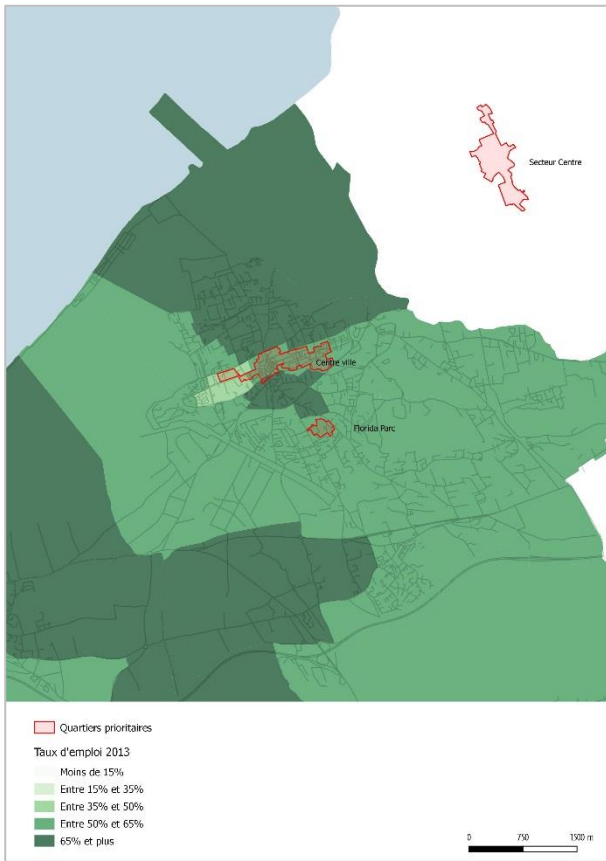 Secteur Centre
Centre ville
Florida Parc
Quartiers prioritaires
Taux d'emploi 2013
Moins de 15%
Entre 15% et 35%
Entre 35% et 50%
Entre 50% et 65%
65% et plus
0 750 1500 m